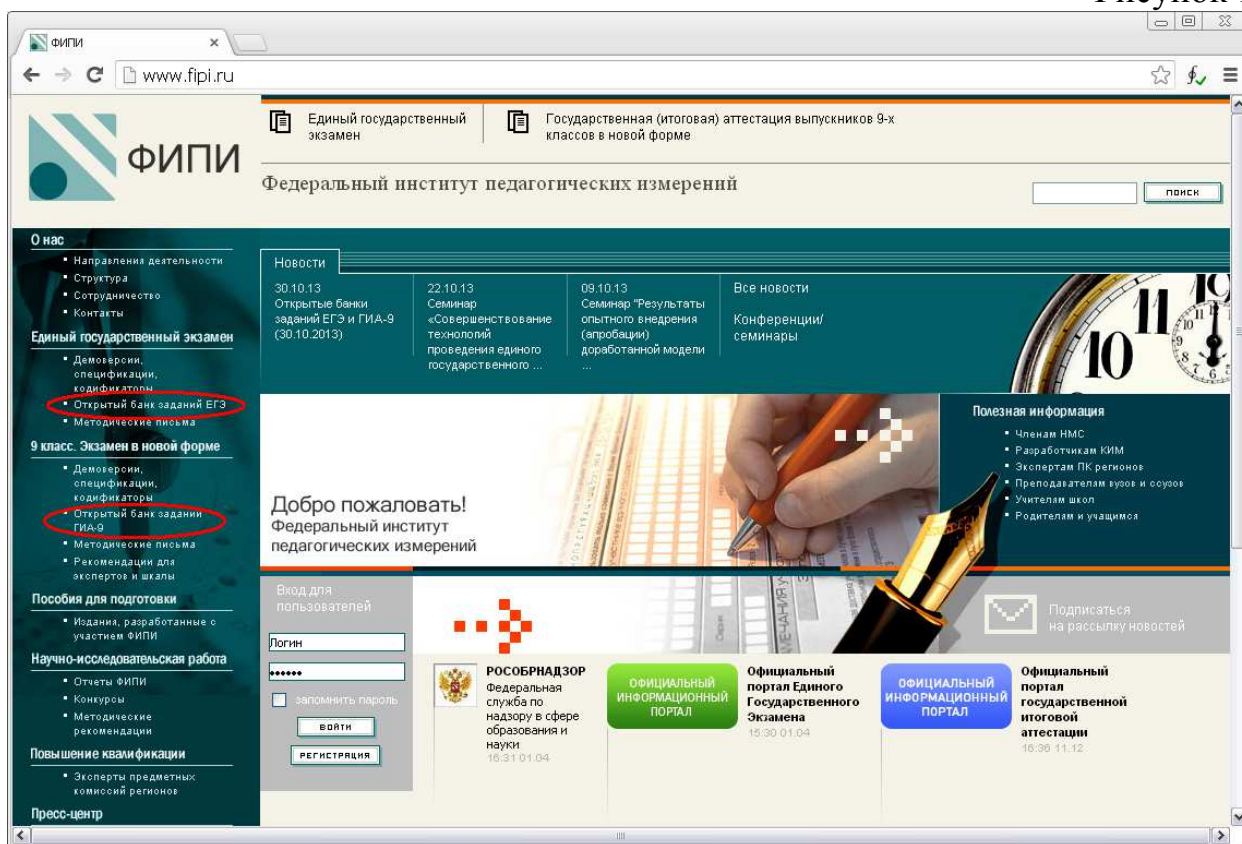 Рисунок
ФИПИ
www.fipi.ru
ФИПИ
Единый государственный
экзамен
Государственная (итоговая) аттестация выпускников 9-х
классов в новой форме
Федеральный институт педагогических измерений
ПОИСК
О нас
Направления деятельности
Структура
Сотрудничество
Контакты
Единый государственный экзамен
Демоверсии,
спецификации,
кодификаторы
Открытый банк заданий ЕГЭ
Методические письма
9 класс. Экзамен в новой форме
Демоверсии,
спецификации,
кодификаторы
Открытый банк заданий
ГИА-9
Методические письма
Рекомендации для
экспертов и шкалы
Пособия для подготовки
Издания, разработанные с
участием ФИПИ
Научно-исследовательская работа
Отчеты ФИПИ
Конкурсы
Методические
рекомендации
Повышение квалификации
Эксперты предметных
комиссий регионов
Пресс-центр
Новости
30.10.13
Открытые банки
заданий ЕГЭ и ГИА-9
(30.10.2013)
22.10.13
Семинар
«Совершенствование
технологий
проведения единого
государственного ...
09.10.13
Семинар "Результаты
опытного внедрения
(апробации)
доработанной модели
...
Все новости
Конференции/
семинары
11
10
Добро пожаловать!
Федеральный институт
педагогических измерений
Полезная информация
Членам НМС
Разработчикам КИМ
Экспертам ПК регионов
Преподавателям вузов и ссузов
Учителям школ
Родителям и учащимся
Вход для
пользователей
Логин
••••••
запомнить пароль
ВОЙТИ
РЕГИСТРАЦИЯ
Подписаться
на рассылку новостей
РОСОБРНАДЗОР
Федеральная
служба по
надзору в сфере
образования и
науки
16:31 01.04
ОФИЦИАЛЬНЫЙ
ИНФОРМАЦИОННЫЙ
ПОРТАЛ
Официальный
портал Единого
Государственного
Экзамена
15:30 01.04
ОФИЦИАЛЬНЫЙ
ИНФОРМАЦИОННЫЙ
ПОРТАЛ
Официальный
портал
государственной
итоговой
аттестации
16:36 11.12